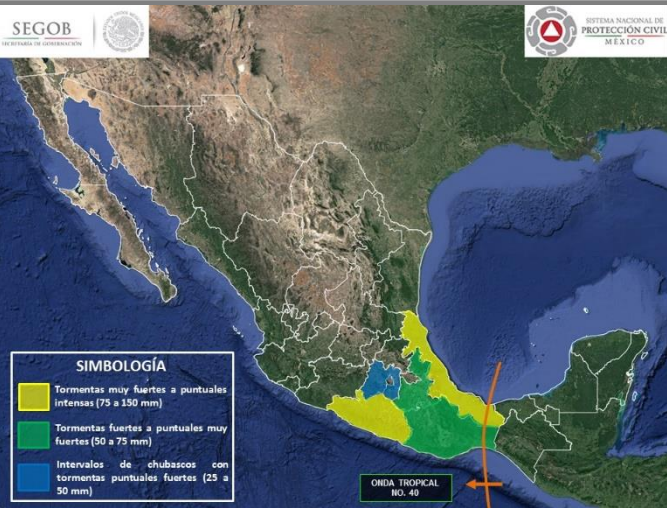 SEGOB
SECRETARÍA DE GOBERNACIÓN
SISTEMA NACIONAL DE
PROTECCIÓN CIVIL
MÉXICO
SIMBOLOGÍA
Tormentas muy fuertes a puntuales
intensas (75 a 150 mm)
Tormentas fuertes a puntuales muy
fuertes (50 a 75 mm)
Intervalos de chubascos con
tormentas puntuales fuertes (25 a
50 mm)
ONDA TROPICAL
NO. 40